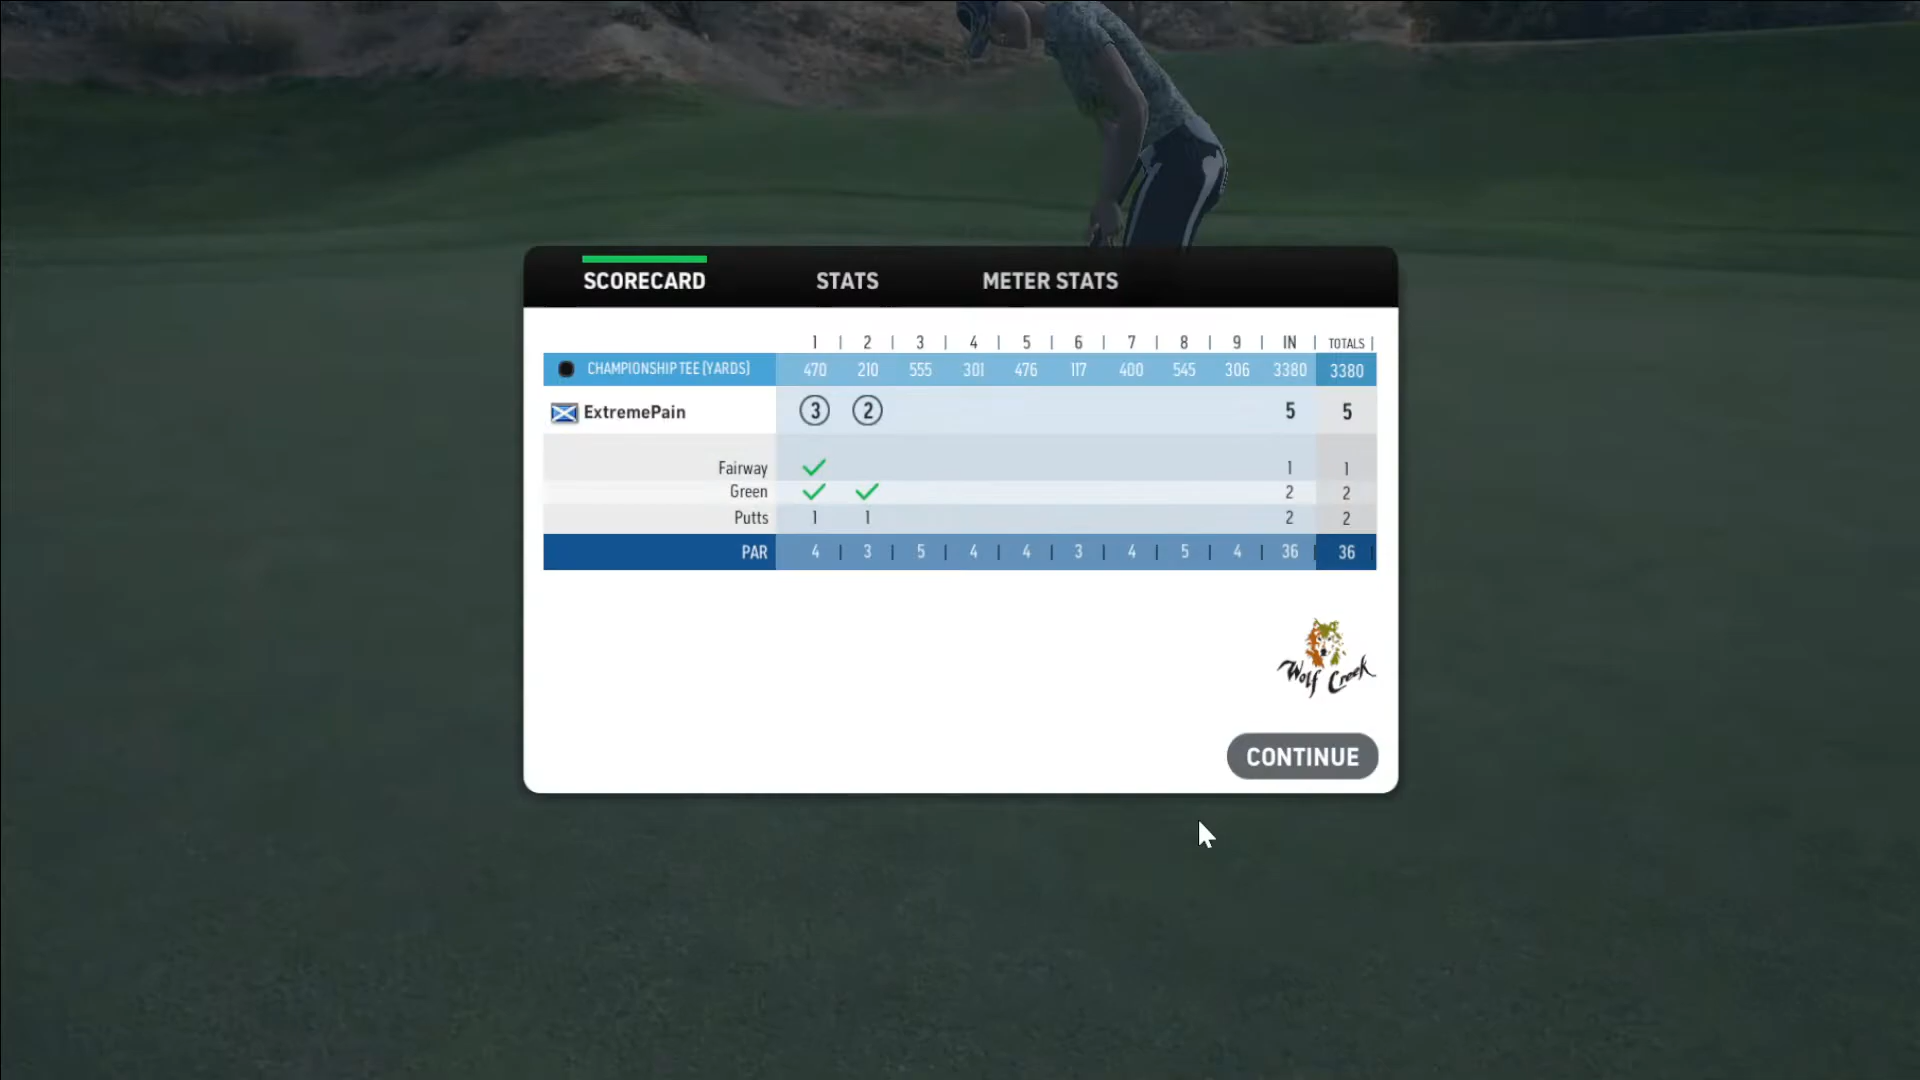 SCORECARD STATS METER STATS
1 | 2 | 3 | 4 | 5 | 6 | 7 | 8 | 9 | IN | TOTALS |
CHAMPIONSHIP TEE (YARDS) 470 210 555 301 476 117 400 545 306 3380 3380
ExtremePain 3 2 5 5
Fairway 1 1
Green 2 2
Putts 1 1 2 2
PAR 4 | 3 | 5 | 4 | 4 | 3 | 4 | 5 | 4 | 36 | 36
Wolf Creek
CONTINUE